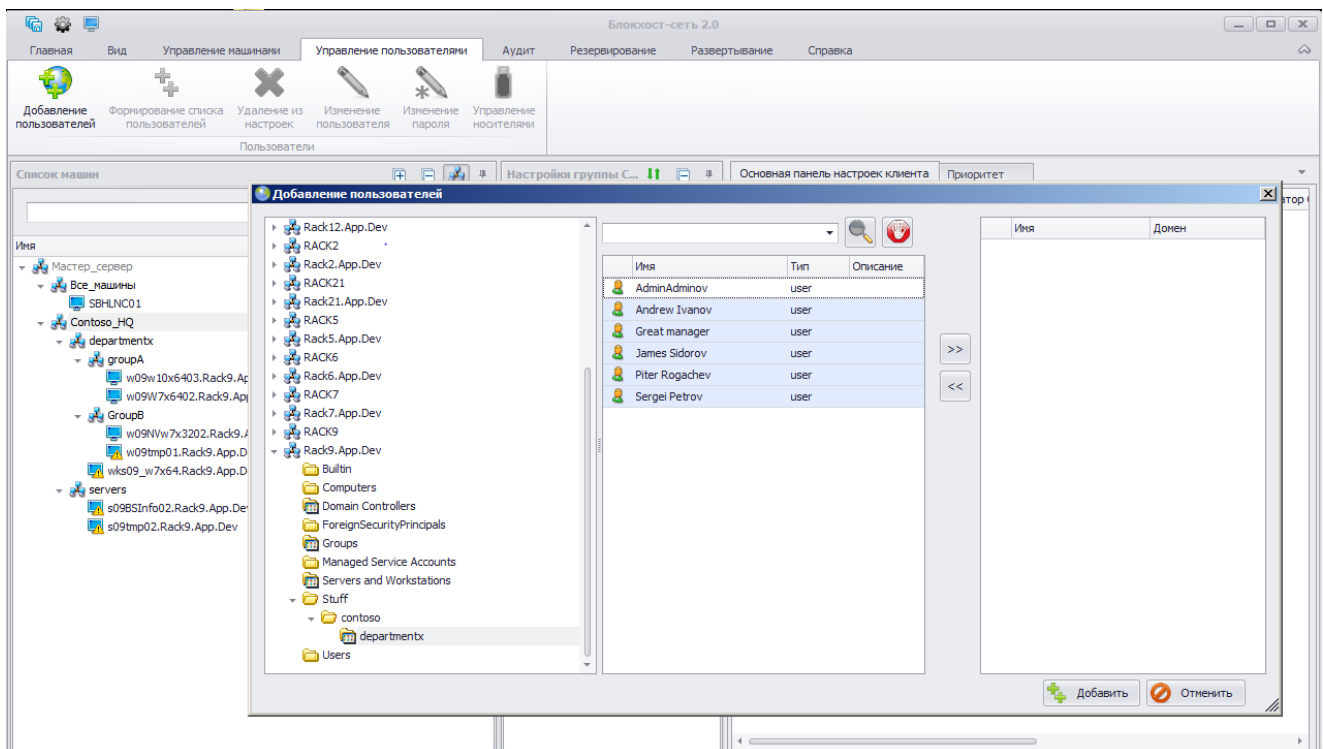 Блокхост-сеть 2.0
Главная Вид Управление машинами Управление пользователями Аудит Резервирование Развертывание Справка
Добавление пользователей
Формирование списка пользователей
Удаление из настроек
Изменение пользователя
Изменение пароля
Управление носителями
Пользователи
Список машин
Настройки группы С...
Основная панель настроек клиента
Приоритет
Имя
Мастер_сервер
Все_машины
SBHLNC01
Contoso_HQ
departmentx
groupA
w09w10x6403.Rack9.Ap
w09W7x6402.Rack9.Ap
GroupB
w09NVw7x3202.Rack9.
w09tmp01.Rack9.App.D
wks09_w7x64.Rack9.App.D
servers
s09BSInfo02.Rack9.App.De
s09tmp02.Rack9.App.Dev
Добавление пользователей
Rack12.App.Dev
RACK2
Rack2.App.Dev
RACK21
Rack21.App.Dev
RACK5
Rack5.App.Dev
RACK6
Rack6.App.Dev
RACK7
Rack7.App.Dev
RACK9
Rack9.App.Dev
Builtin
Computers
Domain Controllers
ForeignSecurityPrincipals
Groups
Managed Service Accounts
Servers and Workstations
Stuff
contoso
departmentx
Users
Имя Тип Описание
AdminAdminov user
Andrew Ivanov user
Great manager user
James Sidorov user
Piter Rogachev user
Sergei Petrov user
>>
<<
Имя Домен
Добавить Отменить